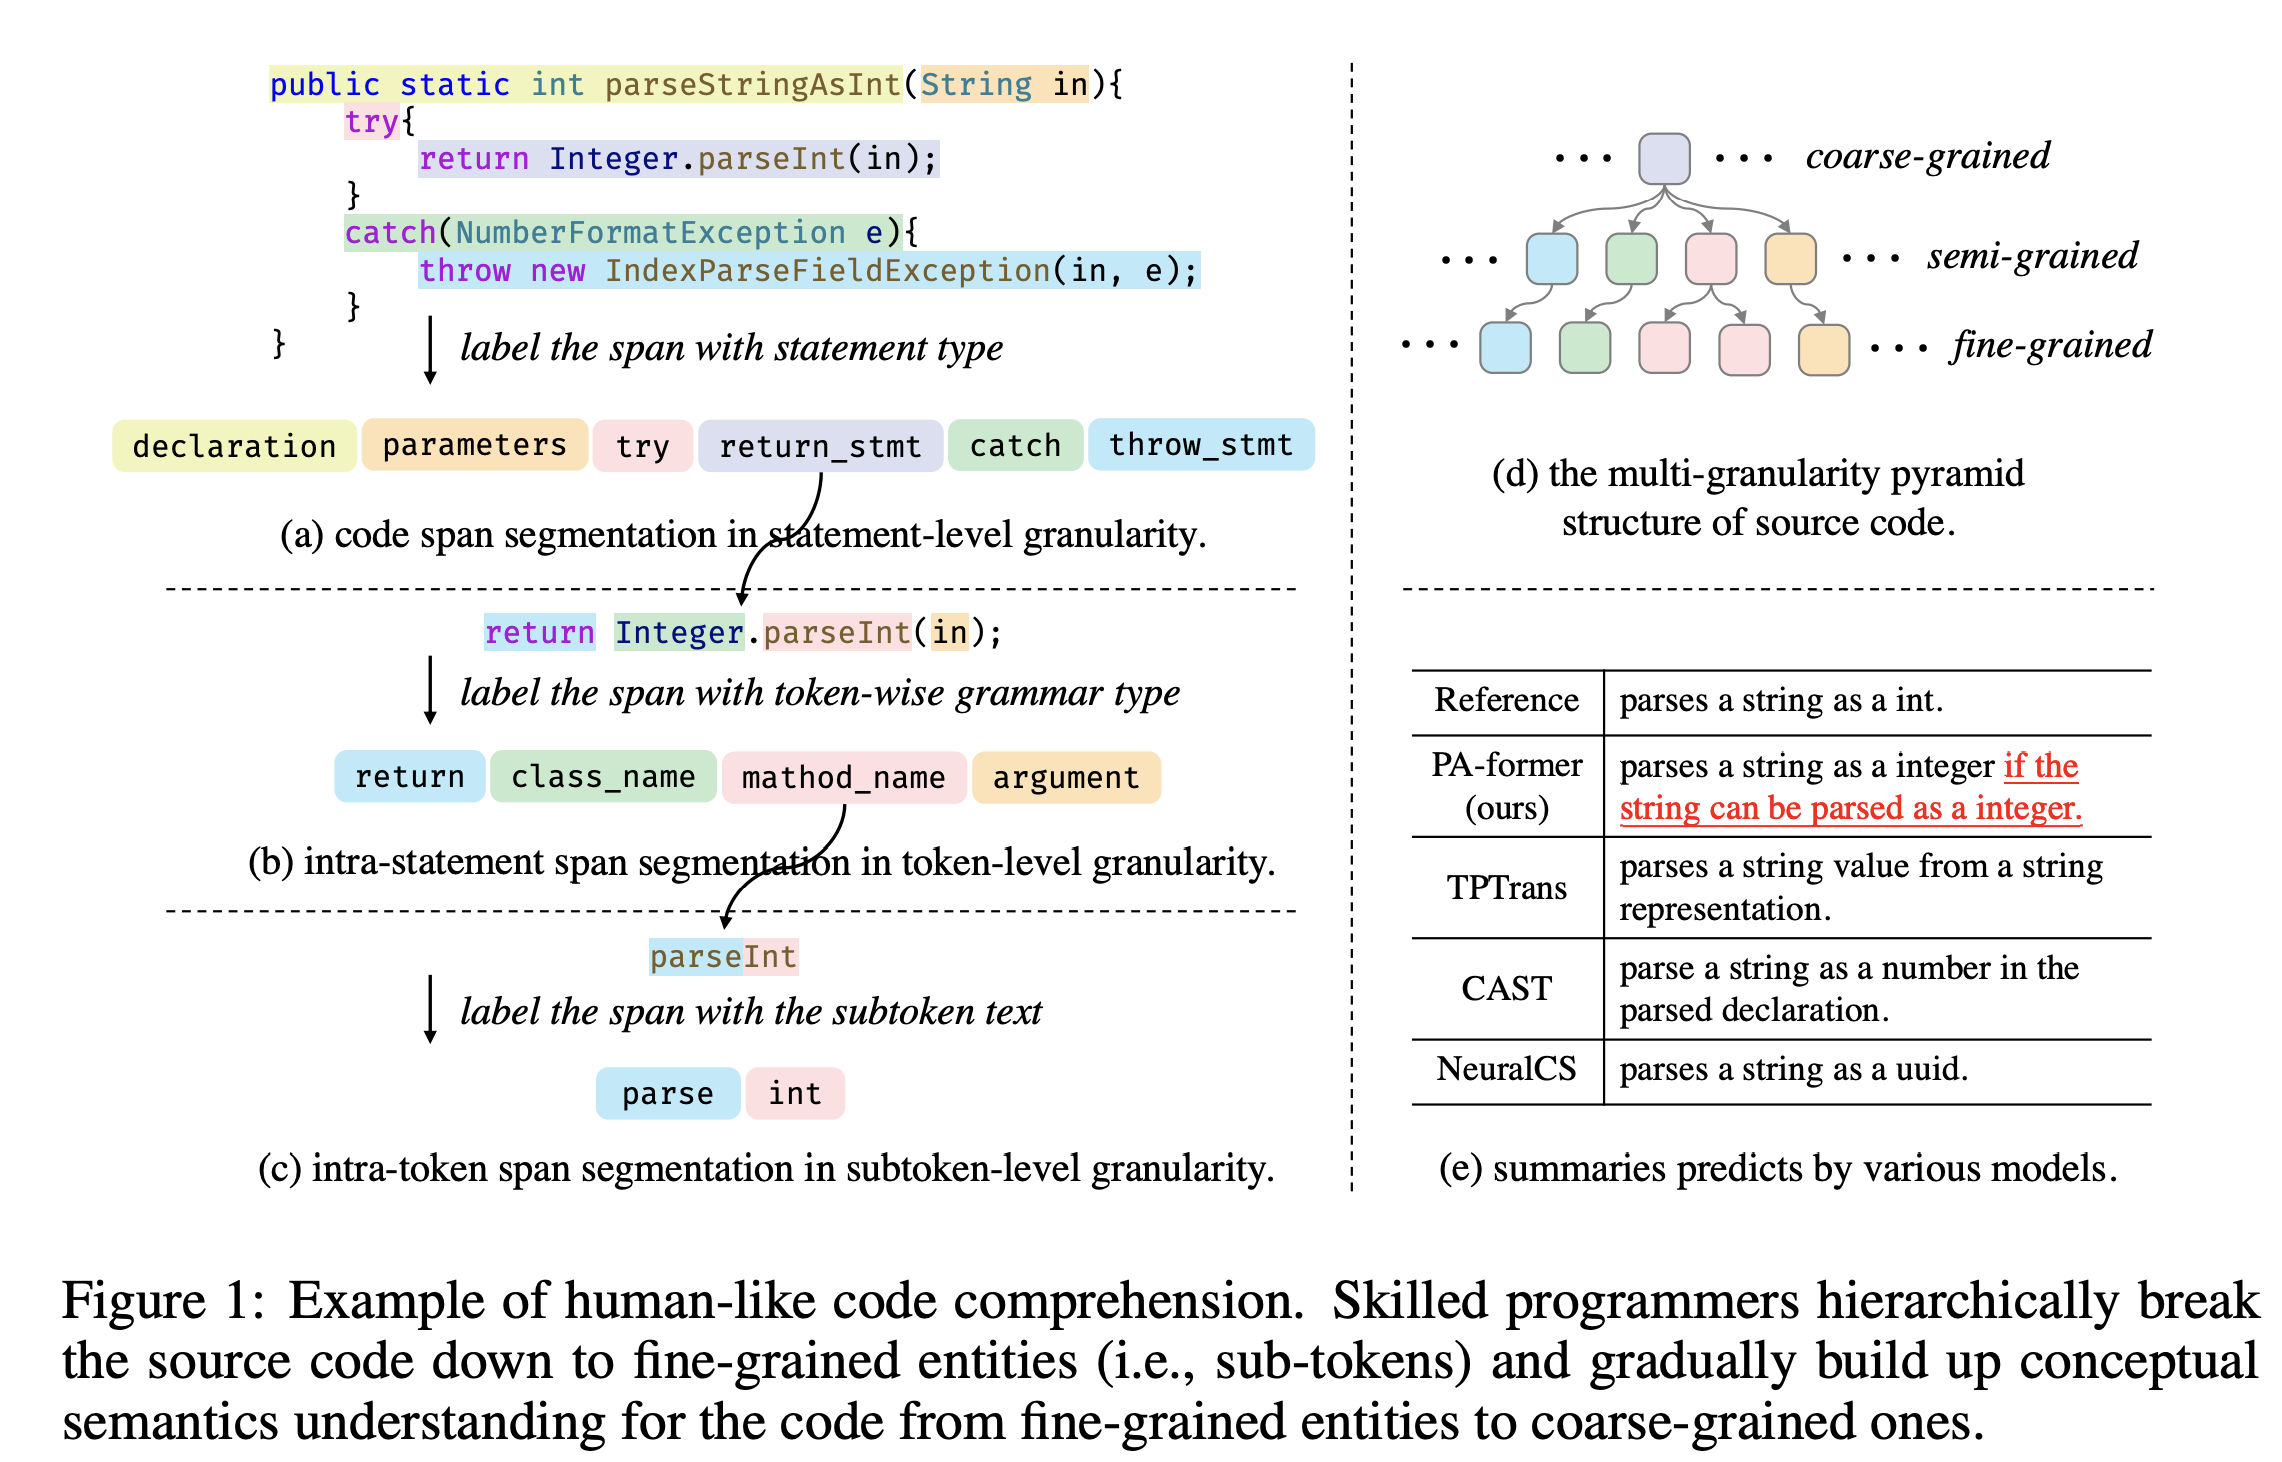 public static int parseStringAsInt(String in){
try{
return Integer.parseInt(in);
}
catch(NumberFormatException e){
throw new IndexParseFieldException(in, e);
}
}
label the span with statement type
declaration parameters try return_stmt catch throw_stmt
(a) code span segmentation in statement-level granularity.
return Integer.parseInt(in);
label the span with token-wise grammar type
return class_name mathod_name argument
(b) intra-statement span segmentation in token-level granularity.
parseInt
label the span with the subtoken text
parse int
(c) intra-token span segmentation in subtoken-level granularity.
··· ··· coarse-grained
··· ··· semi-grained
··· ··· fine-grained
(d) the multi-granularity pyramid
structure of source code.
Reference parses a string as a int.
PA-former parses a string as a integer if the
(ours) string can be parsed as a integer.
TPTrans parses a string value from a string
representation.
CAST parse a string as a number in the
parsed declaration.
NeuralCS parses a string as a uuid.
(e) summaries predicts by various models.
Figure 1: Example of human-like code comprehension. Skilled programmers hierarchically break
the source code down to fine-grained entities (i.e., sub-tokens) and gradually build up conceptual
semantics understanding for the code from fine-grained entities to coarse-grained ones.